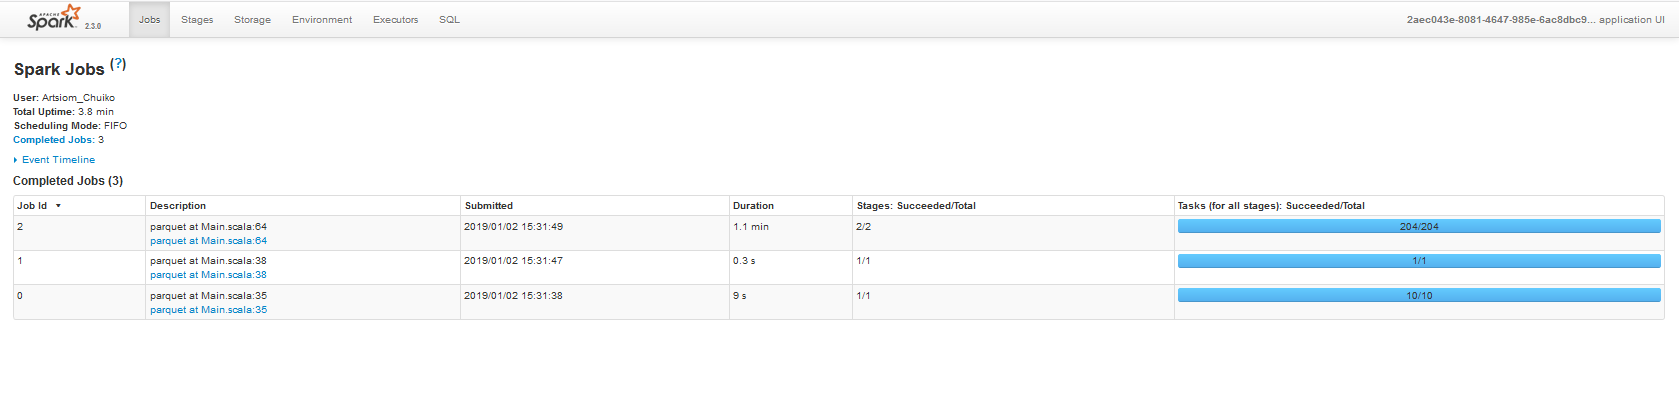 APACHE
Spark 2.3.0 Jobs Stages Storage Environment Executors SQL 2aec043e-8081-4647-985e-6ac8dbc9... application UI
Spark Jobs (?)
User: Artsiom_Chuiko
Total Uptime: 3.8 min
Scheduling Mode: FIFO
Completed Jobs: 3
Event Timeline
Completed Jobs (3)
Job Id Description Submitted Duration Stages: Succeeded/Total Tasks (for all stages): Succeeded/Total
2 parquet at Main.scala:64 2019/01/02 15:31:49 1.1 min 2/2 204/204
parquet at Main.scala:64
1 parquet at Main.scala:38 2019/01/02 15:31:47 0.3 s 1/1 1/1
parquet at Main.scala:38
0 parquet at Main.scala:35 2019/01/02 15:31:38 9 s 1/1 10/10
parquet at Main.scala:35